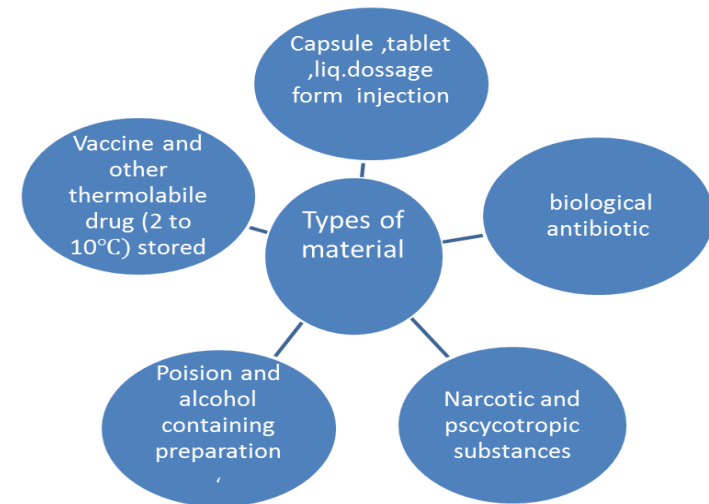 Capsule ,tablet
,liq.dossage
form injection
Vaccine and
other
thermolabile
drug (2 to
10°C) stored
Types of
material
biological
antibiotic
Poision and
alcohol
containing
preparation
‘
Narcotic and
pscycotropic
substances